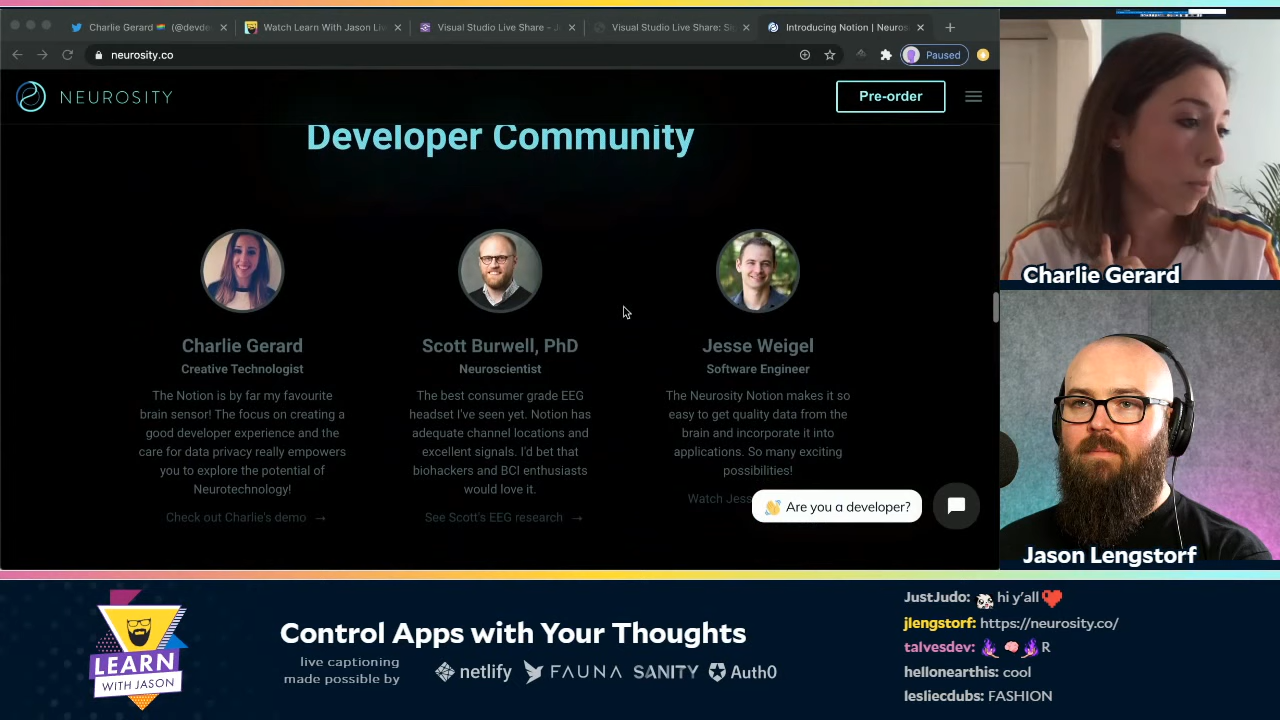 Charlie Gerard 🏳️‍🌈 (@devde
Watch Learn With Jason Liv
Visual Studio Live Share - J
Visual Studio Live Share: Se
Introducing Notion | Neuros
neurosity.co
Paused
NEUROSITY
Pre-order
Developer Community
Charlie Gerard
Creative Technologist
The Notion is by far my favourite
brain sensor! The focus on creating a
good developer experience and the
care for data privacy really empowers
you to explore the potential of
Neurotechnology!
Check out Charlie's demo →
Scott Burwell, PhD
Neuroscientist
The best consumer grade EEG
headset I've seen yet. Notion has
adequate channel locations and
excellent signals. I'd bet that
biohackers and BCI enthusiasts
would love it.
See Scott's EEG research →
Jesse Weigel
Software Engineer
The Neurosity Notion makes it so
easy to get quality data from the
brain and incorporate it into
applications. So many exciting
possibilities!
Watch Jess
👋 Are you a developer?
Charlie Gerard
Jason Lengstorf
LEARN
WITH JASON
Control Apps with Your Thoughts
live captioning
made possible by
netlify
FAUNA
SANITY
Auth0
JustJudo: hi y'all
jlengstorf: https://neurosity.co/
talvesdev: R
hellonearthis: cool
lesliecdubs: FASHION